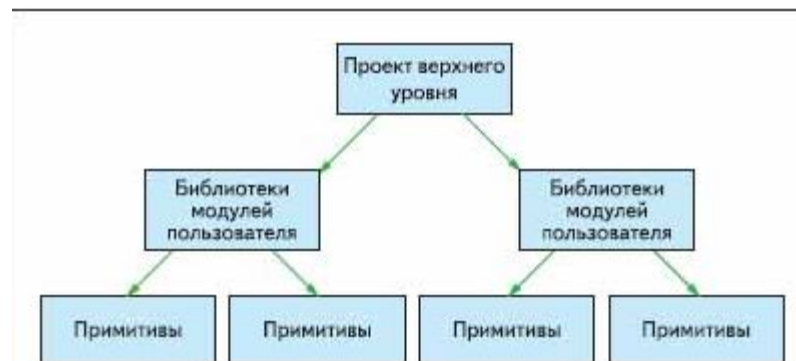 Проект верхнего
уровня
Библиотеки
модулей
пользователя
Библиотеки
модулей
пользователя
Примитивы
Примитивы
Примитивы
Примитивы